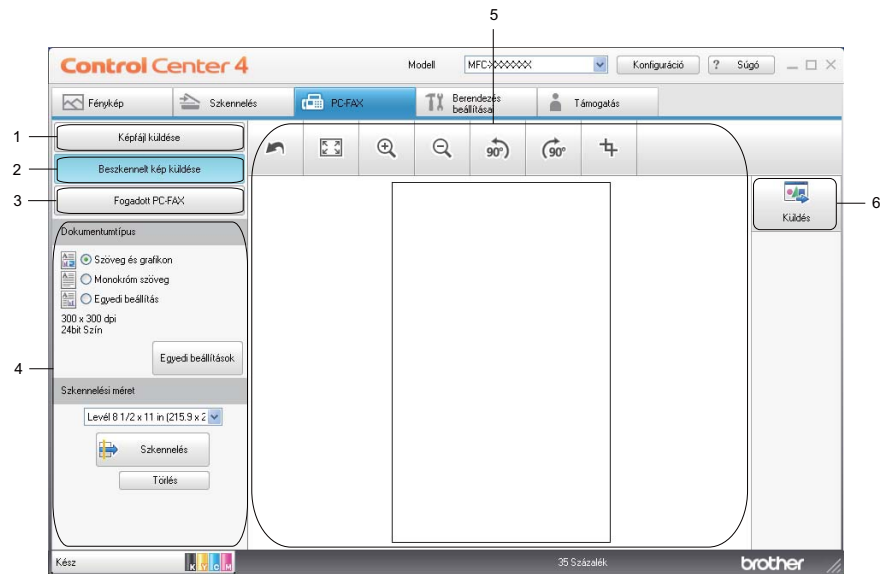 5
Control Center 4
Modell
MFC-XXXXXX
Konfiguráció
? Súgó
Fénykép
Szkennelés
PC-FAX
Berendezés
beállításai
Támogatás
1
Képfájl küldése
2
Beszkennelt kép küldése
3
Fogadott PC-FAX
90°
90°
Küldés
6
Dokumentumtípus
Szöveg és grafikon
Monokróm szöveg
Egyedi beállítás
300 x 300 dpi
24bit Szín
Egyedi beállítások
4
Szkennelési méret
Levél 8 1/2 x 11 in (215.9 x 2
Szkennelés
Törlés
Kész
K Y C M
35 Százalék
brother